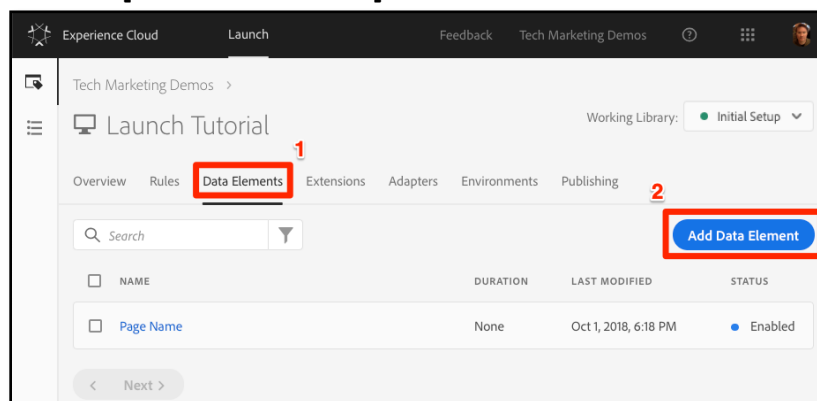 Experience Cloud Launch Feedback Tech Marketing Demos
Tech Marketing Demos >
Launch Tutorial Working Library: Initial Setup
1
Overview Rules Data Elements Extensions Adapters Environments Publishing
2
Search Add Data Element
NAME DURATION LAST MODIFIED STATUS
Page Name None Oct 1, 2018, 6:18 PM Enabled
< Next >